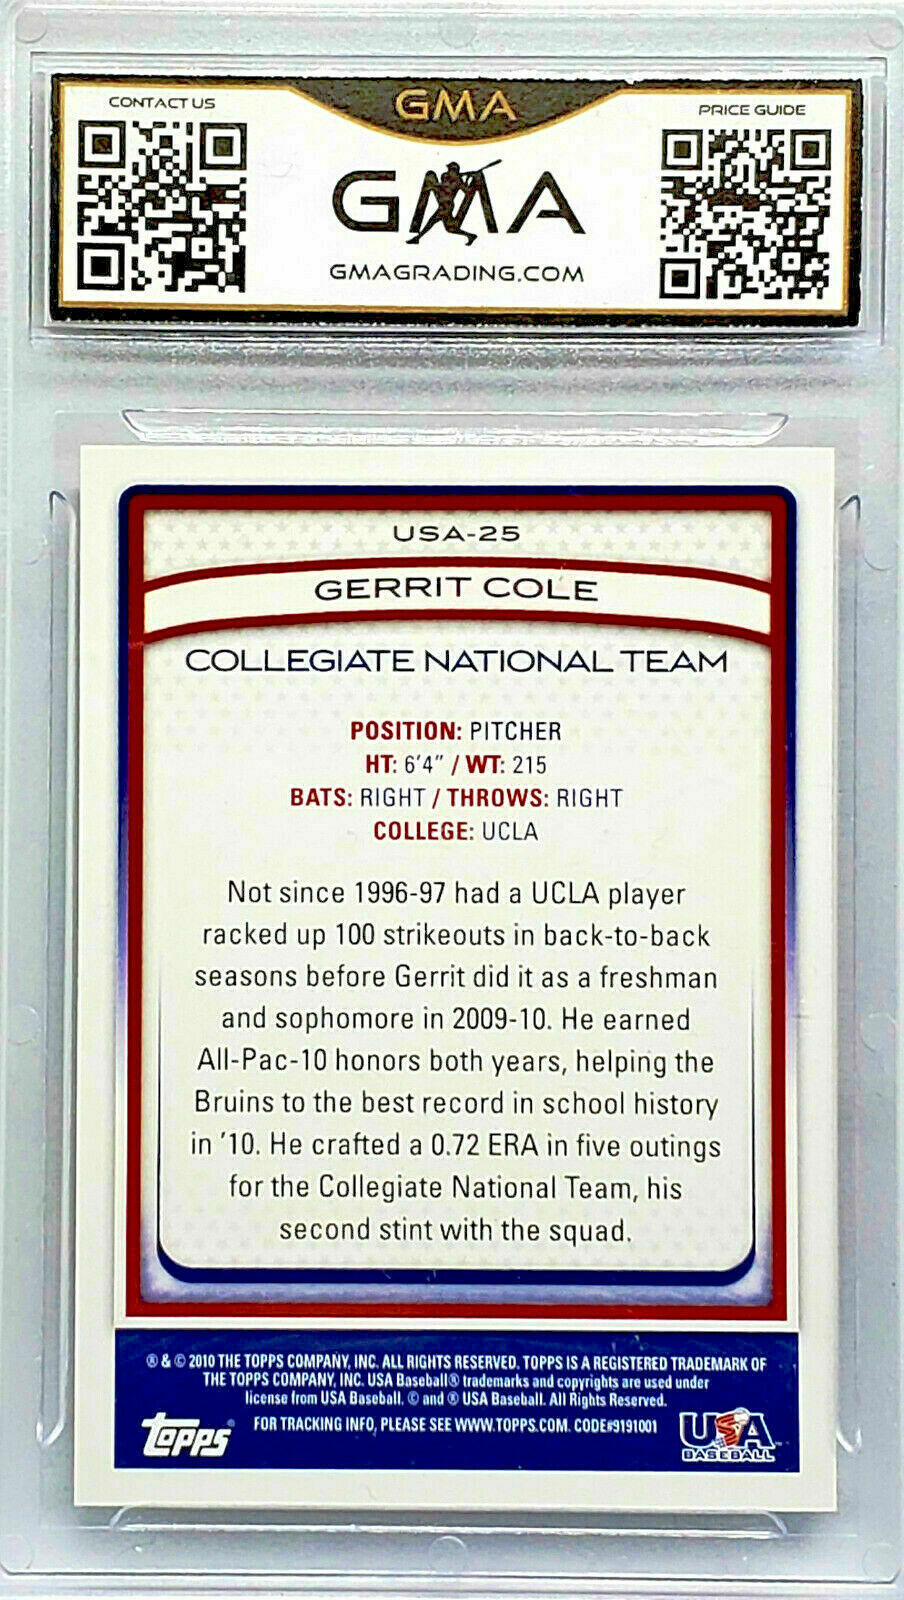 CONTACT US
GMA
PRICE GUIDE
GMA
GMAGRADING.COM
USA-25
GERRIT COLE
COLLEGIATE NATIONAL TEAM
POSITION: PITCHER
HT: 6'4" / WT: 215
BATS: RIGHT / THROWS: RIGHT
COLLEGE: UCLA
Not since 1996-97 had a UCLA player
racked up 100 strikeouts in back-to-back
seasons before Gerrit did it as a freshman
and sophomore in 2009-10. He earned
All-Pac-10 honors both years, helping the
Bruins to the best record in school history
in '10. He crafted a 0.72 ERA in five outings
for the Collegiate National Team, his
second stint with the squad.
® & © 2010 THE TOPPS COMPANY, INC. ALL RIGHTS RESERVED. TOPPS IS A REGISTERED TRADEMARK OF
THE TOPPS COMPANY, INC. USA Baseball® trademarks and copyrights are used under
license from USA Baseball. © and ® USA Baseball. All Rights Reserved.
FOR TRACKING INFO, PLEASE SEE WWW.TOPPS.COM. CODE#9191001
Topps®
USA
BASEBALL™